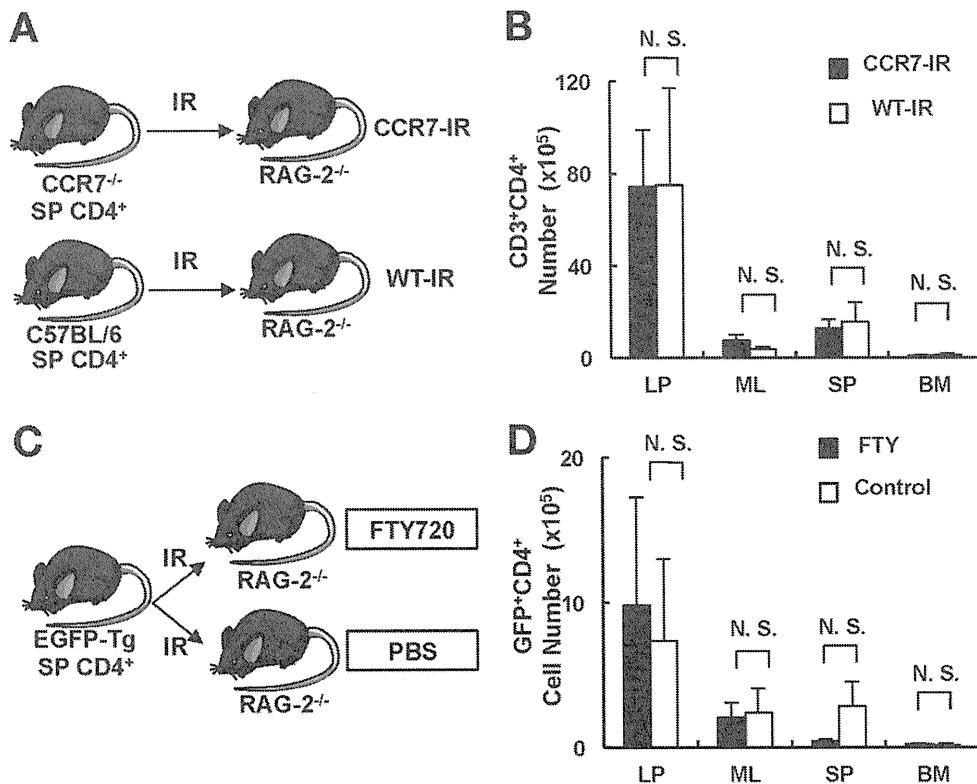 A
IR
CCR7-/-
SP CD4+
RAG-2-/-
CCR7-IR
IR
C57BL/6
SP CD4+
RAG-2-/-
WT-IR
B
N. S.
CCR7-IR
WT-IR
CD3+CD4+
Number (x10⁵)
120
80
40
0
N. S.
N. S.
N. S.
LP
ML
SP
BM
C
IR
RAG-2-/-
FTY720
EGFP-Tg
SP CD4+
IR
RAG-2-/-
PBS
D
N. S.
FTY
Control
GFP+CD4+
Cell Number (x10⁵)
20
10
0
N. S.
N. S.
N. S.
LP
ML
SP
BM